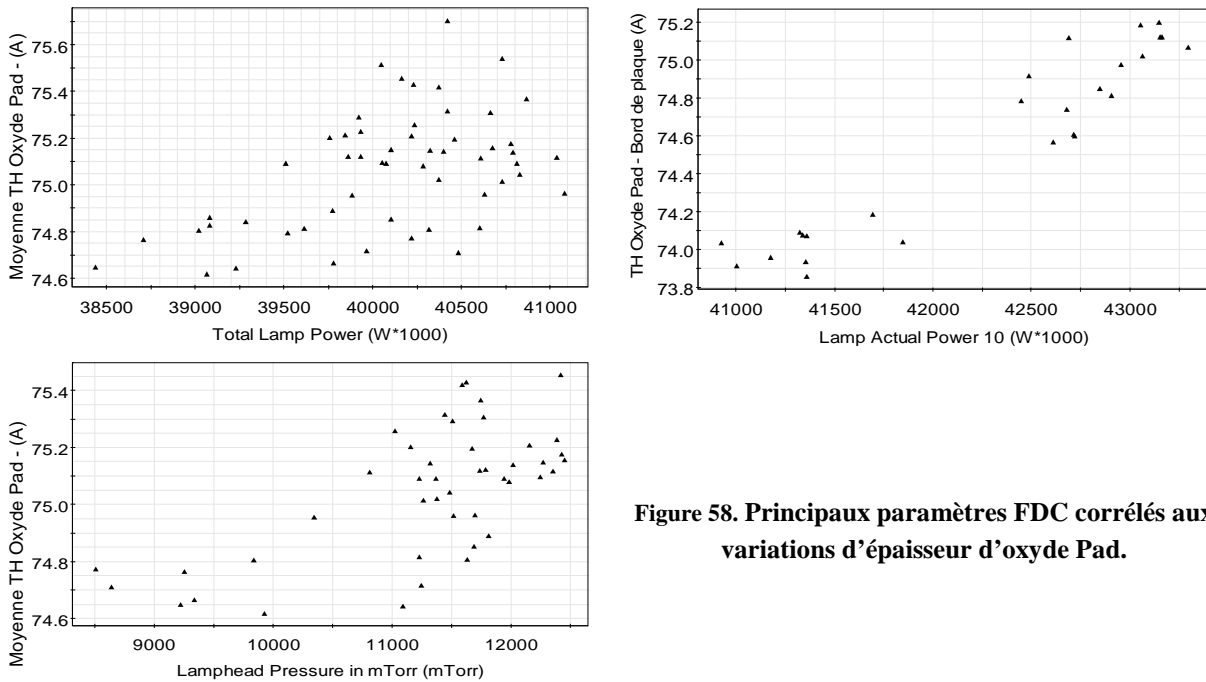 Moyenne TH Oxyde Pad - (A)
75.6
75.4
75.2
75.0
74.8
74.6
38500 39000 39500 40000 40500 41000
Total Lamp Power (W*1000)
TH Oxyde Pad - Bord de plaque (A)
75.2
75.0
74.8
74.6
74.4
74.2
74.0
73.8
41000 41500 42000 42500 43000
Lamp Actual Power 10 (W*1000)
Moyenne TH Oxyde Pad - (A)
75.4
75.2
75.0
74.8
74.6
9000 10000 11000 12000
Lamphead Pressure in mTorr (mTorr)
Figure 58. Principaux paramètres FDC corrélés aux
variations d’épaisseur d’oxyde Pad.